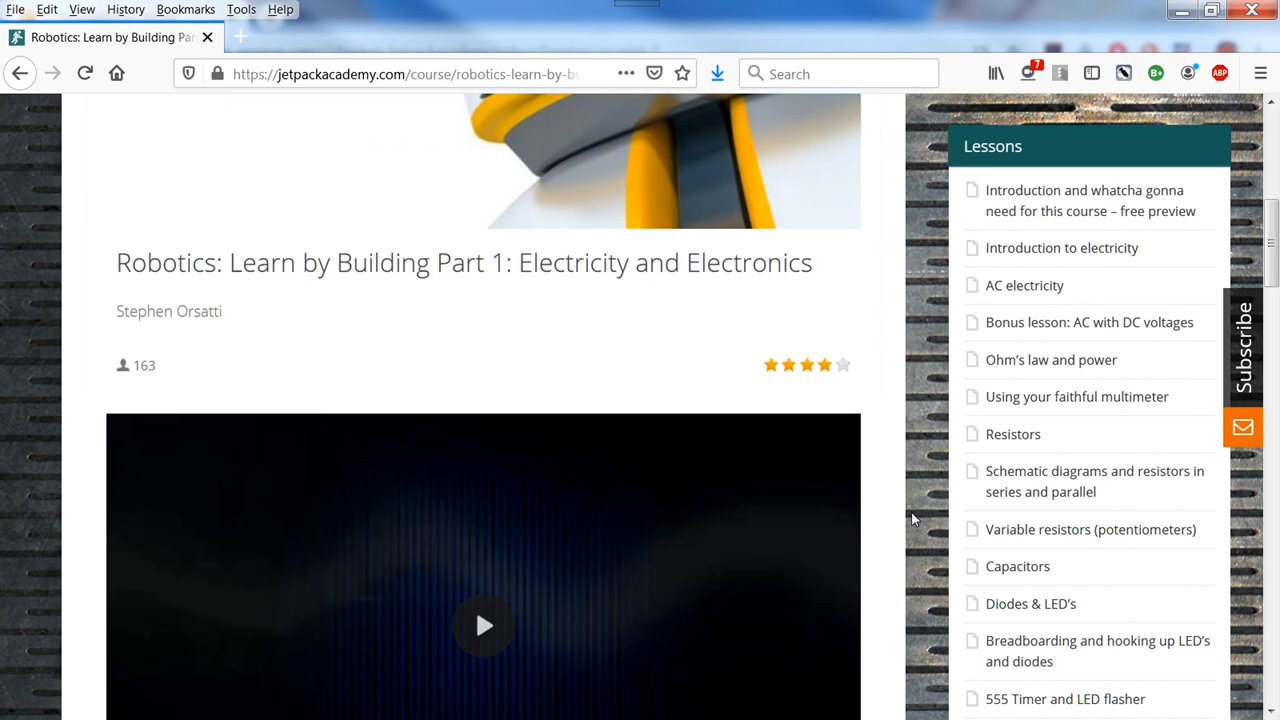 File Edit View History Bookmarks Tools Help
Robotics: Learn by Building Par
https://jetpackacademy.com/course/robotics-learn-by-bu
Search
7
ABP
Lessons
Introduction and whatcha gonna
need for this course – free preview
Introduction to electricity
AC electricity
Bonus lesson: AC with DC voltages
Ohm's law and power
Using your faithful multimeter
Resistors
Schematic diagrams and resistors in
series and parallel
Variable resistors (potentiometers)
Capacitors
Diodes & LED's
Breadboarding and hooking up LED's
and diodes
555 Timer and LED flasher
Robotics: Learn by Building Part 1: Electricity and Electronics
Stephen Orsatti
163
Subscribe